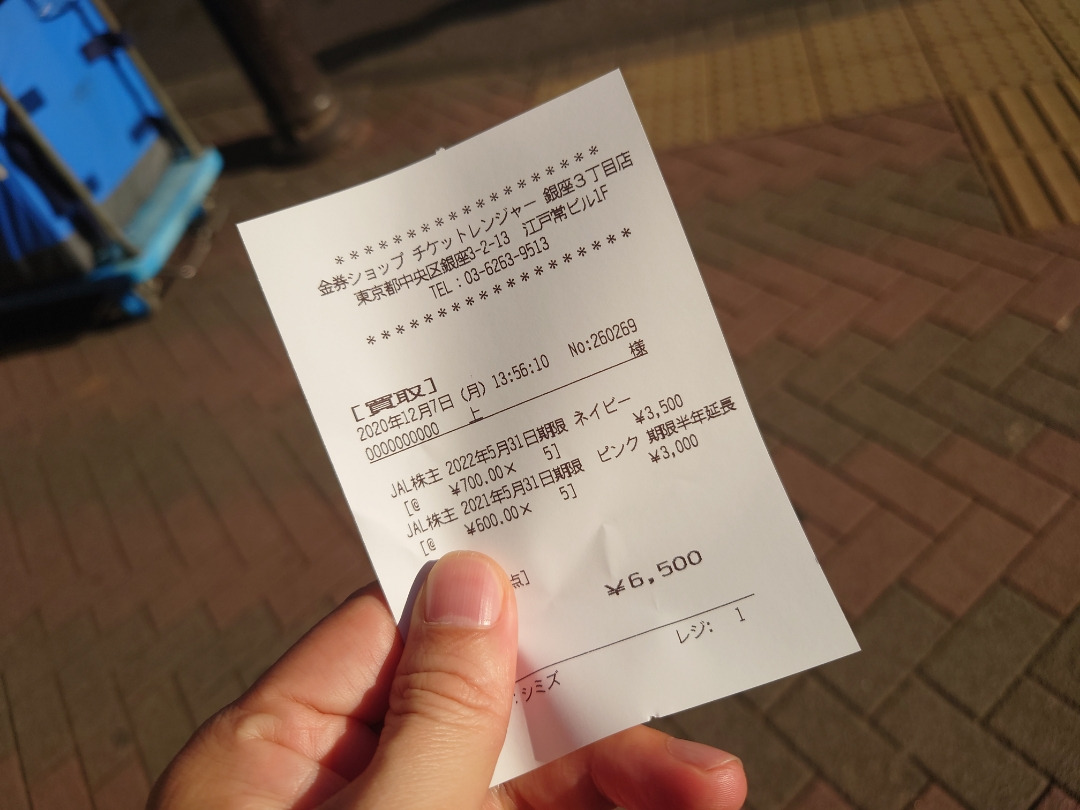 ********************
金券ショップ チケットレンジャー 銀座3丁目店
東京都中央区銀座3-2-13 江戸常ビル1F
TEL：03-6263-9513
********************
[買取]
2020年12月7日（月）13:56:10 No:260269
0000000000 上 様
JAL株主 2022年5月31日期限 ネイビー
[@ ¥700.00× 5] ¥3,500
JAL株主 2021年5月31日期限 ピンク 期限半年延長
[@ ¥600.00× 5] ¥3,000
点] ¥6,500
レジ: 1
:シミズ